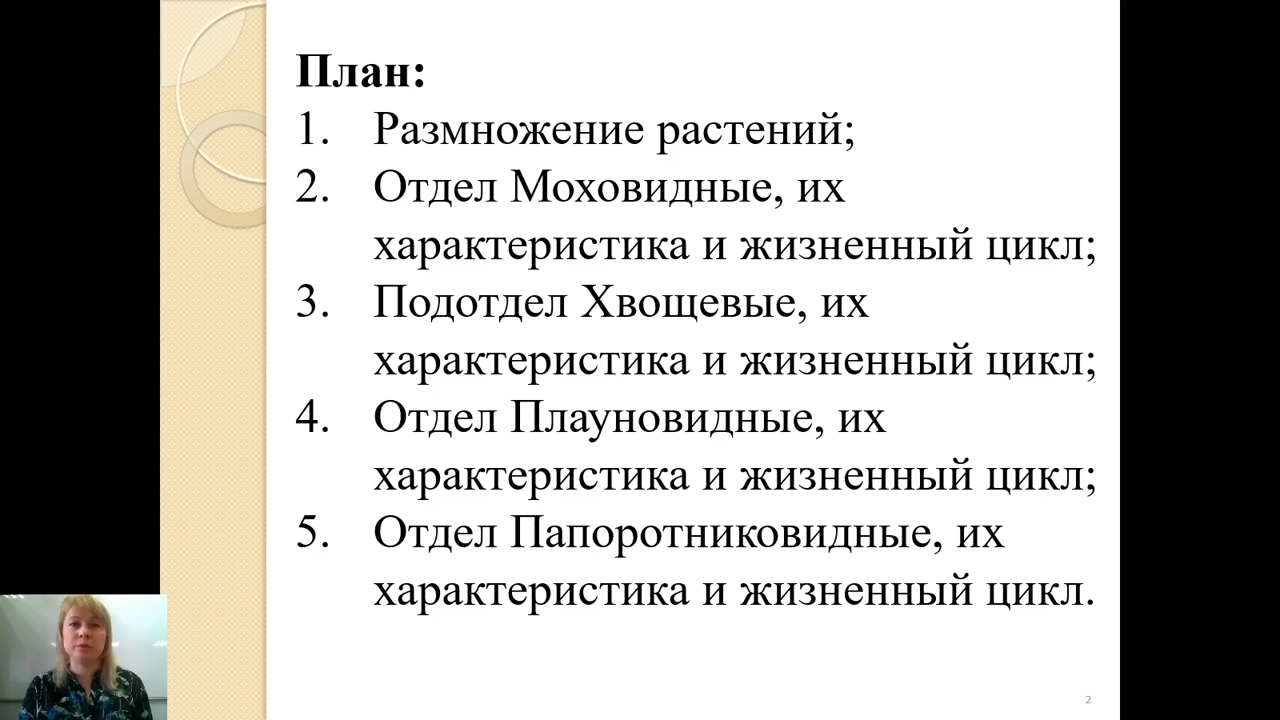 План:
1. Размножение растений;
2. Отдел Моховидные, их
характеристика и жизненный цикл;
3. Подотдел Хвощевые, их
характеристика и жизненный цикл;
4. Отдел Плауновидные, их
характеристика и жизненный цикл;
5. Отдел Папоротниковидные, их
характеристика и жизненный цикл.
2